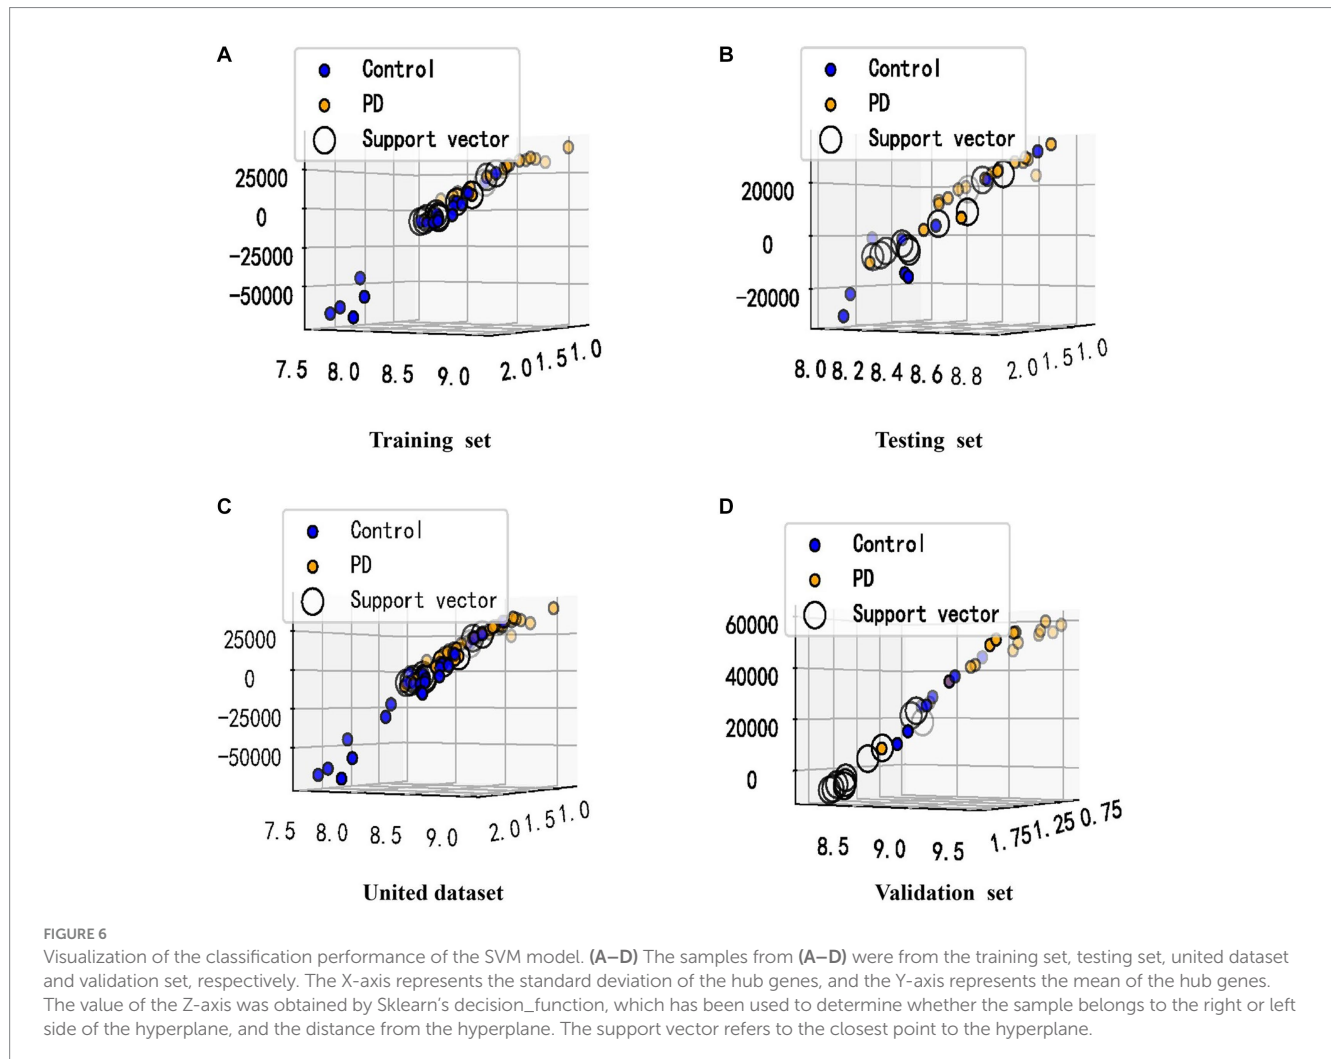 A
Control
PD
Support vector
25000
0
−25000
−50000
7.5 8.0 8.5 9.0 2.0 1.5 1.0
Training set
B
Control
PD
Support vector
20000
0
−20000
8.0 8.2 8.4 8.6 8.8 2.0 1.5 1.0
Testing set
C
Control
PD
Support vector
25000
0
−25000
−50000
7.5 8.0 8.5 9.0 2.0 1.5 1.0
United dataset
D
Control
PD
Support vector
60000
40000
20000
0
8.5 9.0 9.5 1.75 1.25 0.75
Validation set
FIGURE 6
Visualization of the classification performance of the SVM model. (A–D) The samples from (A–D) were from the training set, testing set, united dataset
and validation set, respectively. The X-axis represents the standard deviation of the hub genes, and the Y-axis represents the mean of the hub genes.
The value of the Z-axis was obtained by Sklearn's decision_function, which has been used to determine whether the sample belongs to the right or left
side of the hyperplane, and the distance from the hyperplane. The support vector refers to the closest point to the hyperplane.